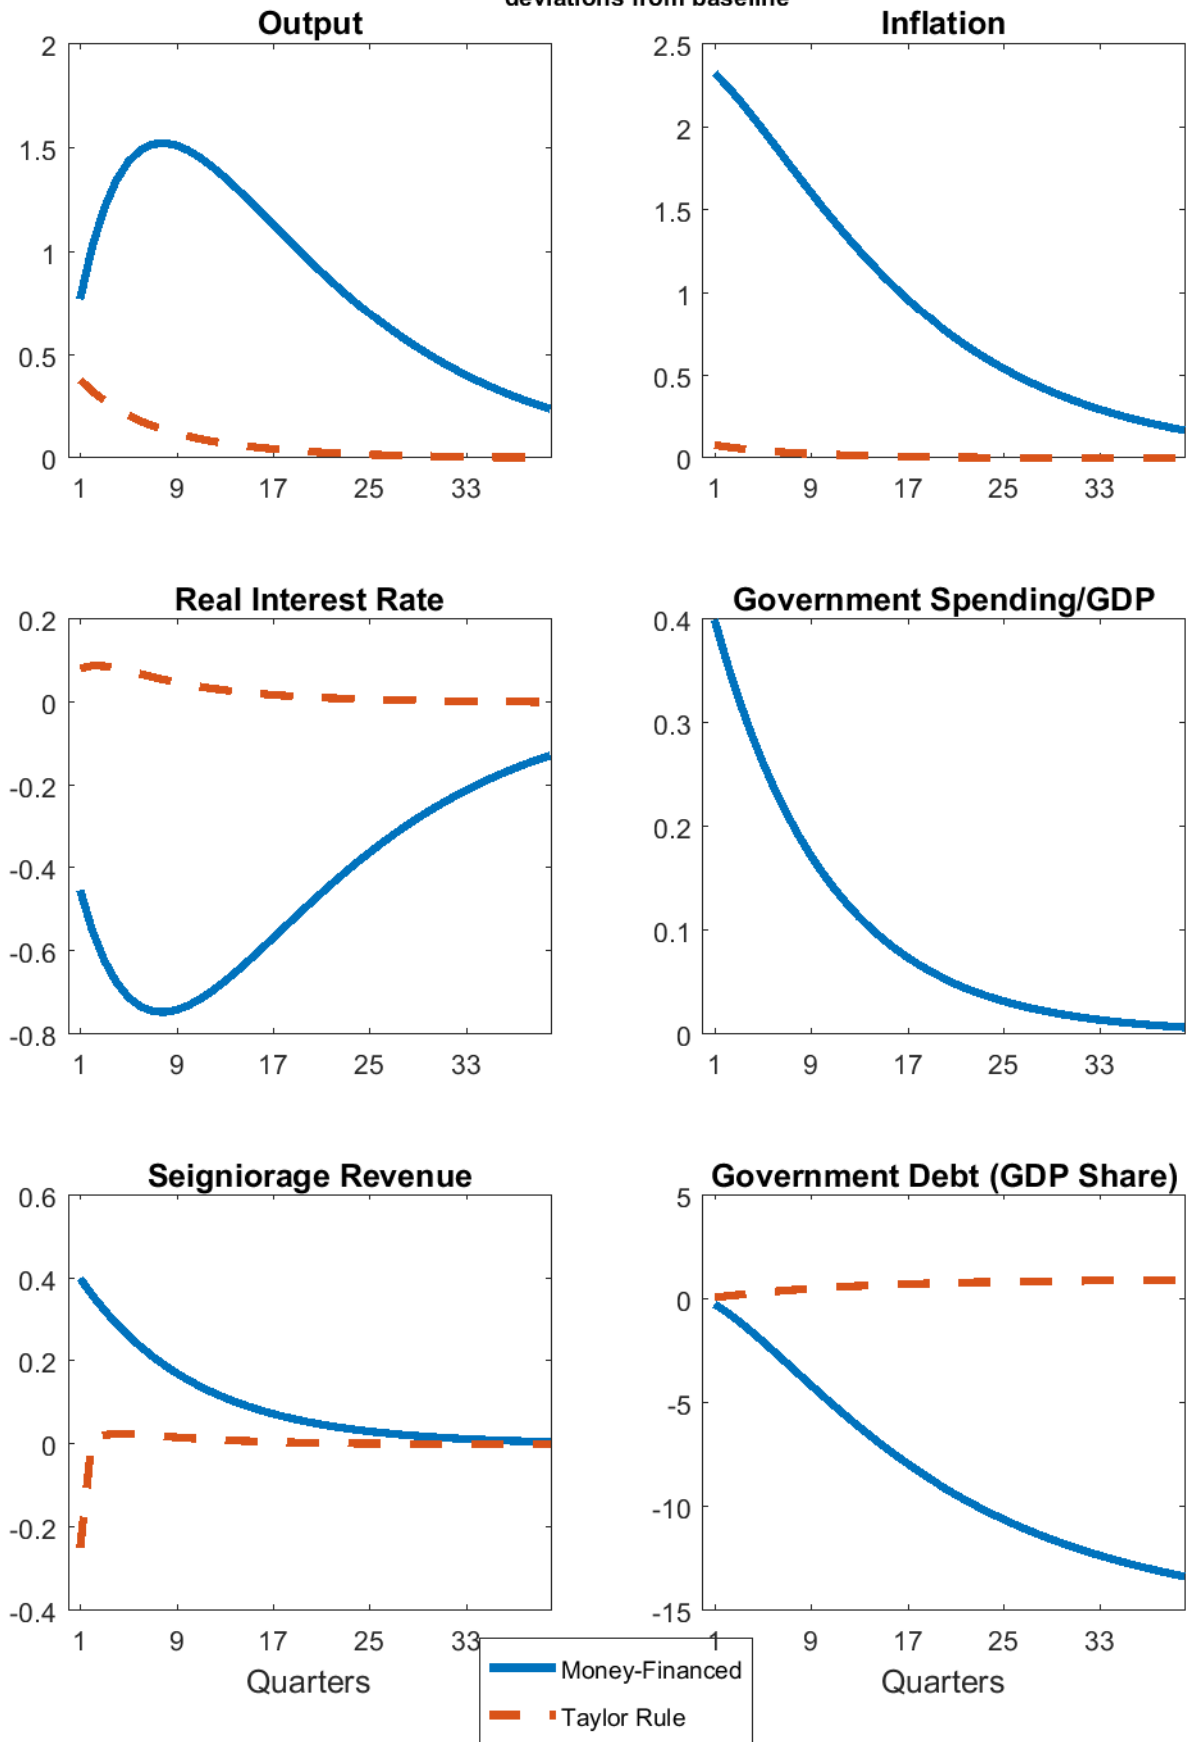 deviations from baseline
Output
2
1.5
1
0.5
0
1 9 17 25 33
Inflation
2.5
2
1.5
1
0.5
0
1 9 17 25 33
Real Interest Rate
0.2
0
-0.2
-0.4
-0.6
-0.8
1 9 17 25 33
Government Spending/GDP
0.4
0.3
0.2
0.1
0
1 9 17 25 33
Seigniorage Revenue
0.6
0.4
0.2
0
-0.2
-0.4
1 9 17 25 33
Quarters
Government Debt (GDP Share)
5
0
-5
-10
-15
1 9 17 25 33
Quarters
Money-Financed
Taylor Rule